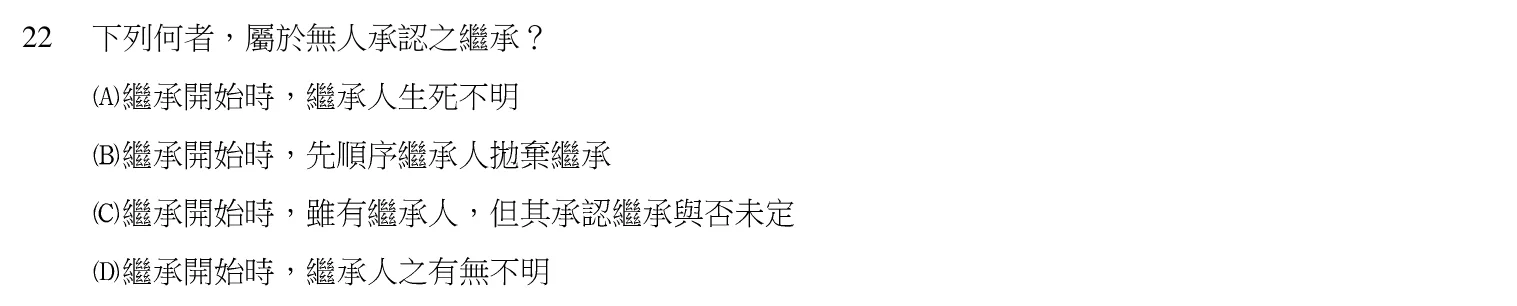 22 下列何者，屬於無人承認之繼承？
(A)繼承開始時，繼承人生死不明
(B)繼承開始時，先順序繼承人拋棄繼承
(C)繼承開始時，雖有繼承人，但其承認繼承與否未定
(D)繼承開始時，繼承人之有無不明